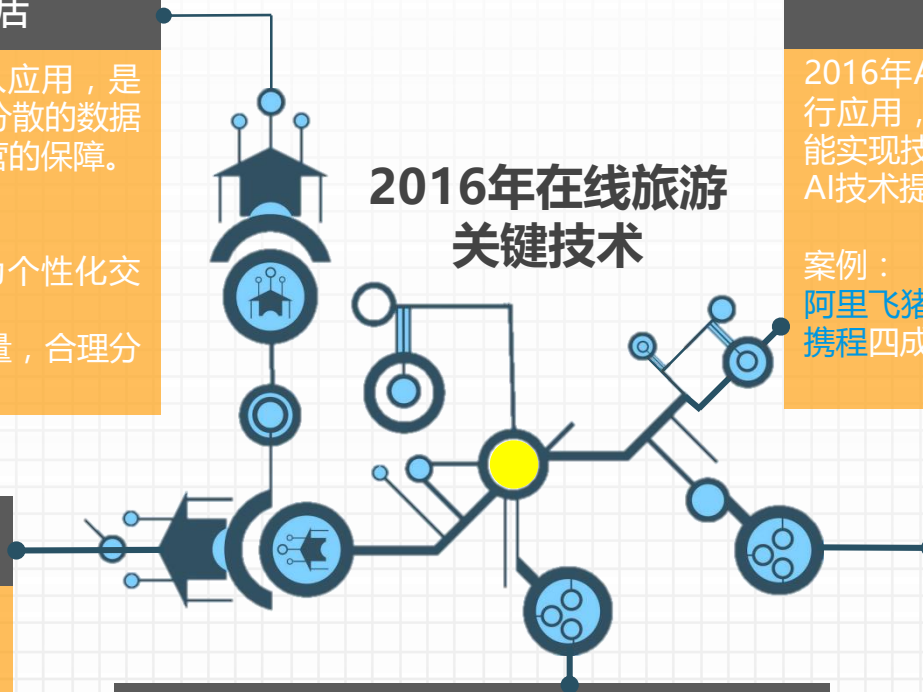 居
入应用，是
分散的数据
营的保障。
个性化交
量，合理分
2016年在线旅游
关键技术
2016年A
行应用，
能实现技
AI技术提
案例：
阿里飞猪
携程四成